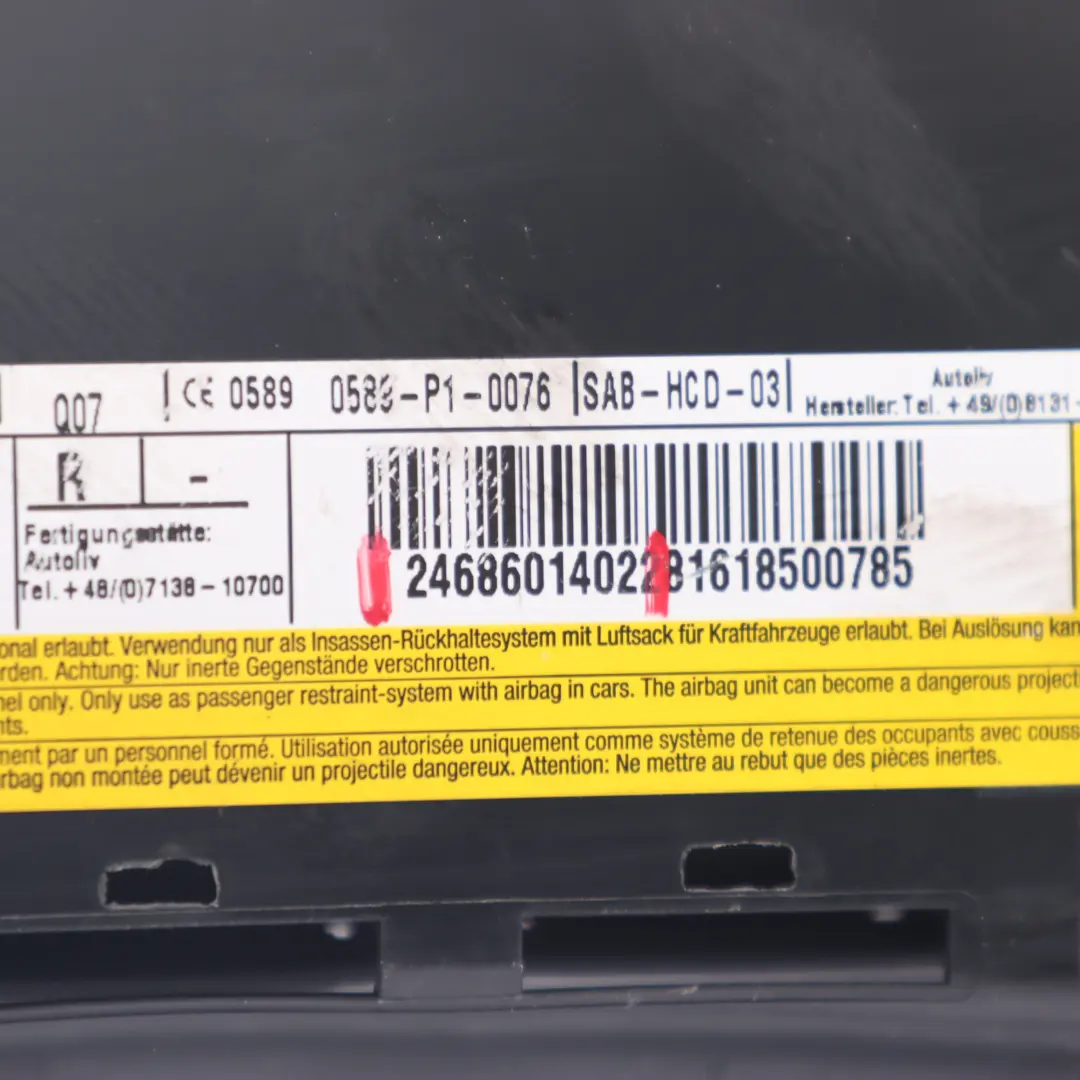 Q07
CE 0589 0589-P1-0076
SAB-HCD-03
Autoliv
Hersteller. Tel. +49/(0)8131-
R -
Fertigungsstätte:
Autoliv
Tel. +48/(0)7138-10700
2468601402281618500785
onal erlaubt. Verwendung nur als Insassen-Rückhaltesystem mit Luftsack für Kraftfahrzeuge erlaubt. Bei Auslösung kan
rden. Achtung: Nur inerte Gegenstände verschrotten.
nel only. Only use as passenger restraint-system with airbag in cars. The airbag unit can become a dangerous project
nts.
ment par un personnel formé. Utilisation autorisée uniquement comme système de retenue des occupants avec couss
rbag non montée peut dévenir un projectile dangereux. Attention: Ne mettre au rebut que des pièces inertes.